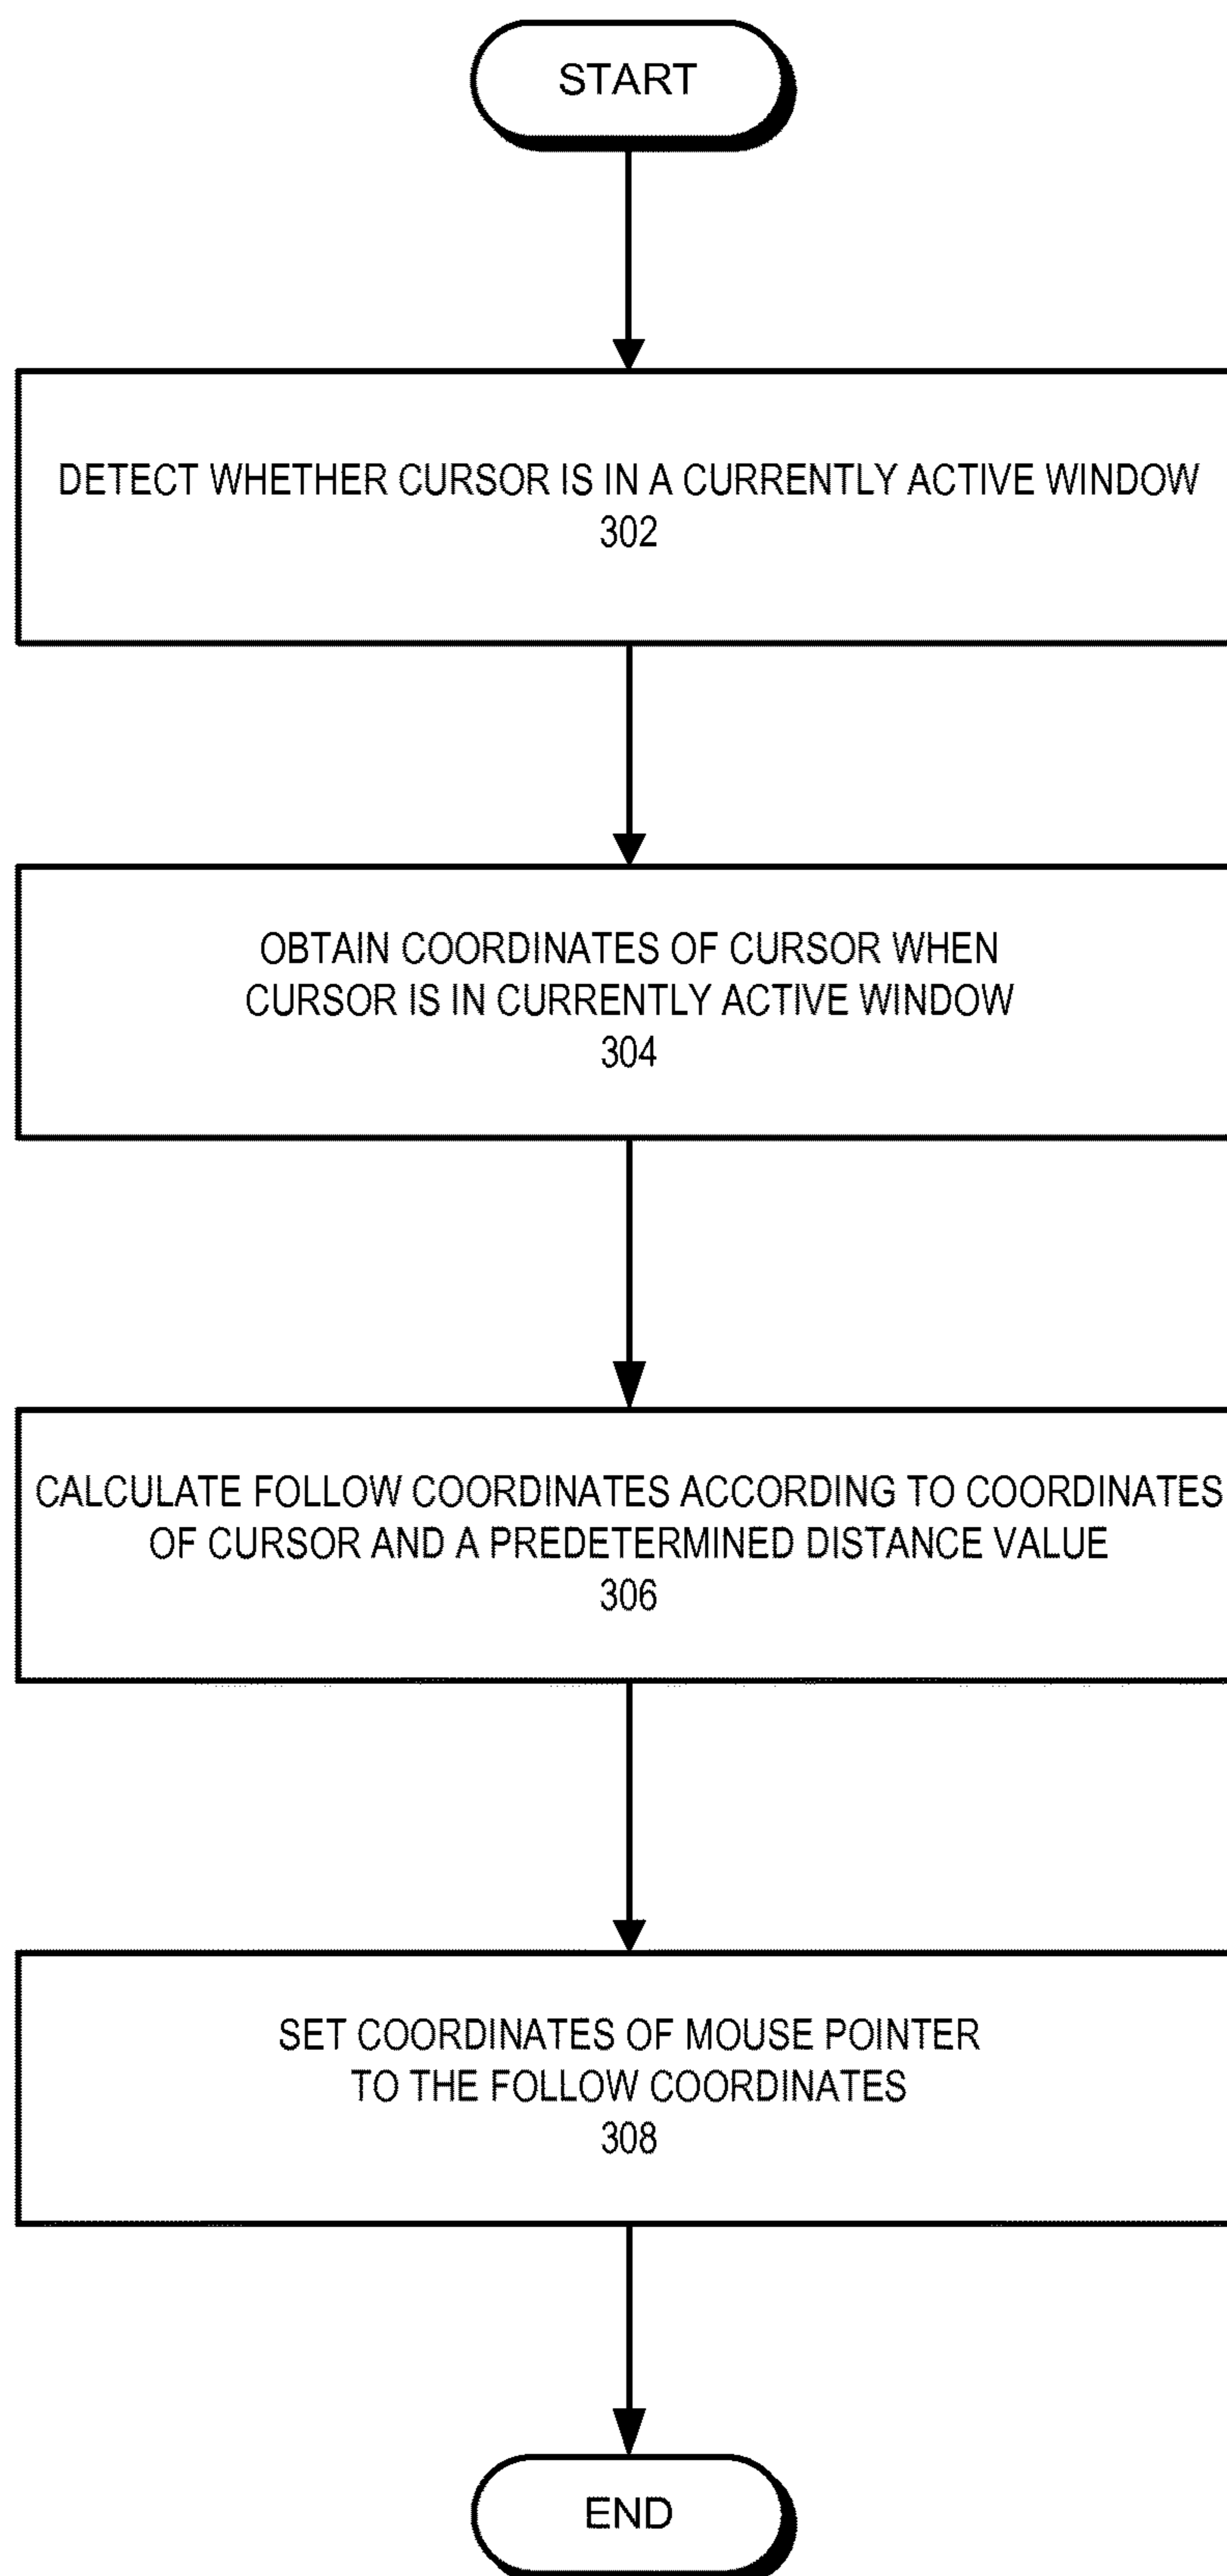 START
DETECT WHETHER CURSOR IS IN A CURRENTLY ACTIVE WINDOW
302
OBTAIN COORDINATES OF CURSOR WHEN
CURSOR IS IN CURRENTLY ACTIVE WINDOW
304
CALCULATE FOLLOW COORDINATES ACCORDING TO COORDINATES
OF CURSOR AND A PREDETERMINED DISTANCE VALUE
306
SET COORDINATES OF MOUSE POINTER
TO THE FOLLOW COORDINATES
308
END